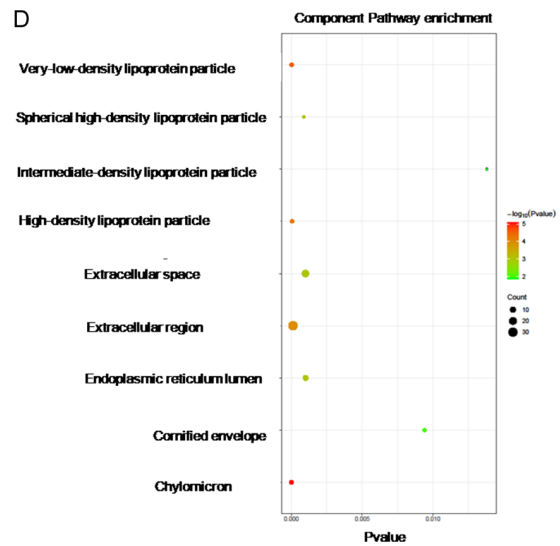 D
Component Pathway enrichment
Very-low-density lipoprotein particle
Spherical high-density lipoprotein particle
Intermediate-density lipoprotein particle
High-density lipoprotein particle
Extracellular space
Extracellular region
Endoplasmic reticulum lumen
Cornified envelope
Chylomicron
0.000 0.005 0.010
Pvalue
−log₁₀(Pvalue)
5
4
3
2
Count
10
20
30